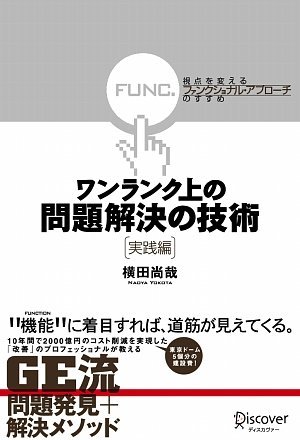 FUNC.
視点を変える
ファンクショナル・アプローチ
のすすめ
ワンランク上の
問題解決の技術
[実践編]
横田尚哉
NAOYA YOKOTA
FUNCTION
"機能"に着目すれば、道筋が見えてくる。
10年間で2000億円のコスト削減を実現した
「改善」のプロフェッショナルが教える
東京ドーム
5個分の
建設費!
GE流
問題発見+
解決メソッド
Discover
ディスカヴァー